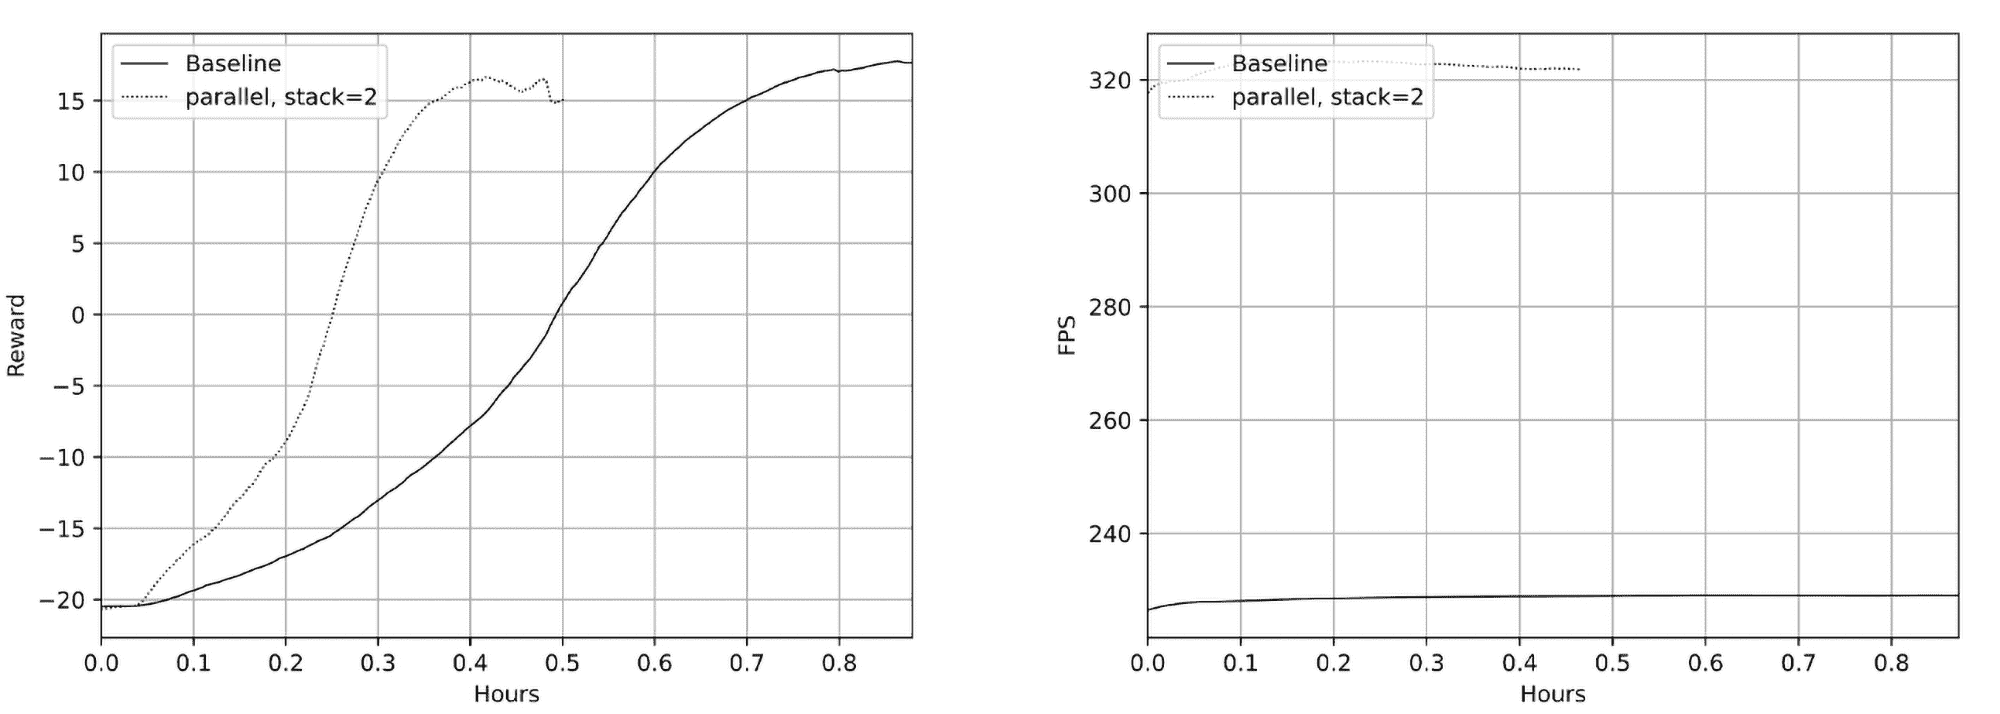 Baseline
parallel, stack=2
15
10
5
0
−5
−10
−15
−20
Reward
0.0 0.1 0.2 0.3 0.4 0.5 0.6 0.7 0.8
Hours
Baseline
parallel, stack=2
320
300
280
260
240
FPS
0.0 0.1 0.2 0.3 0.4 0.5 0.6 0.7 0.8
Hours